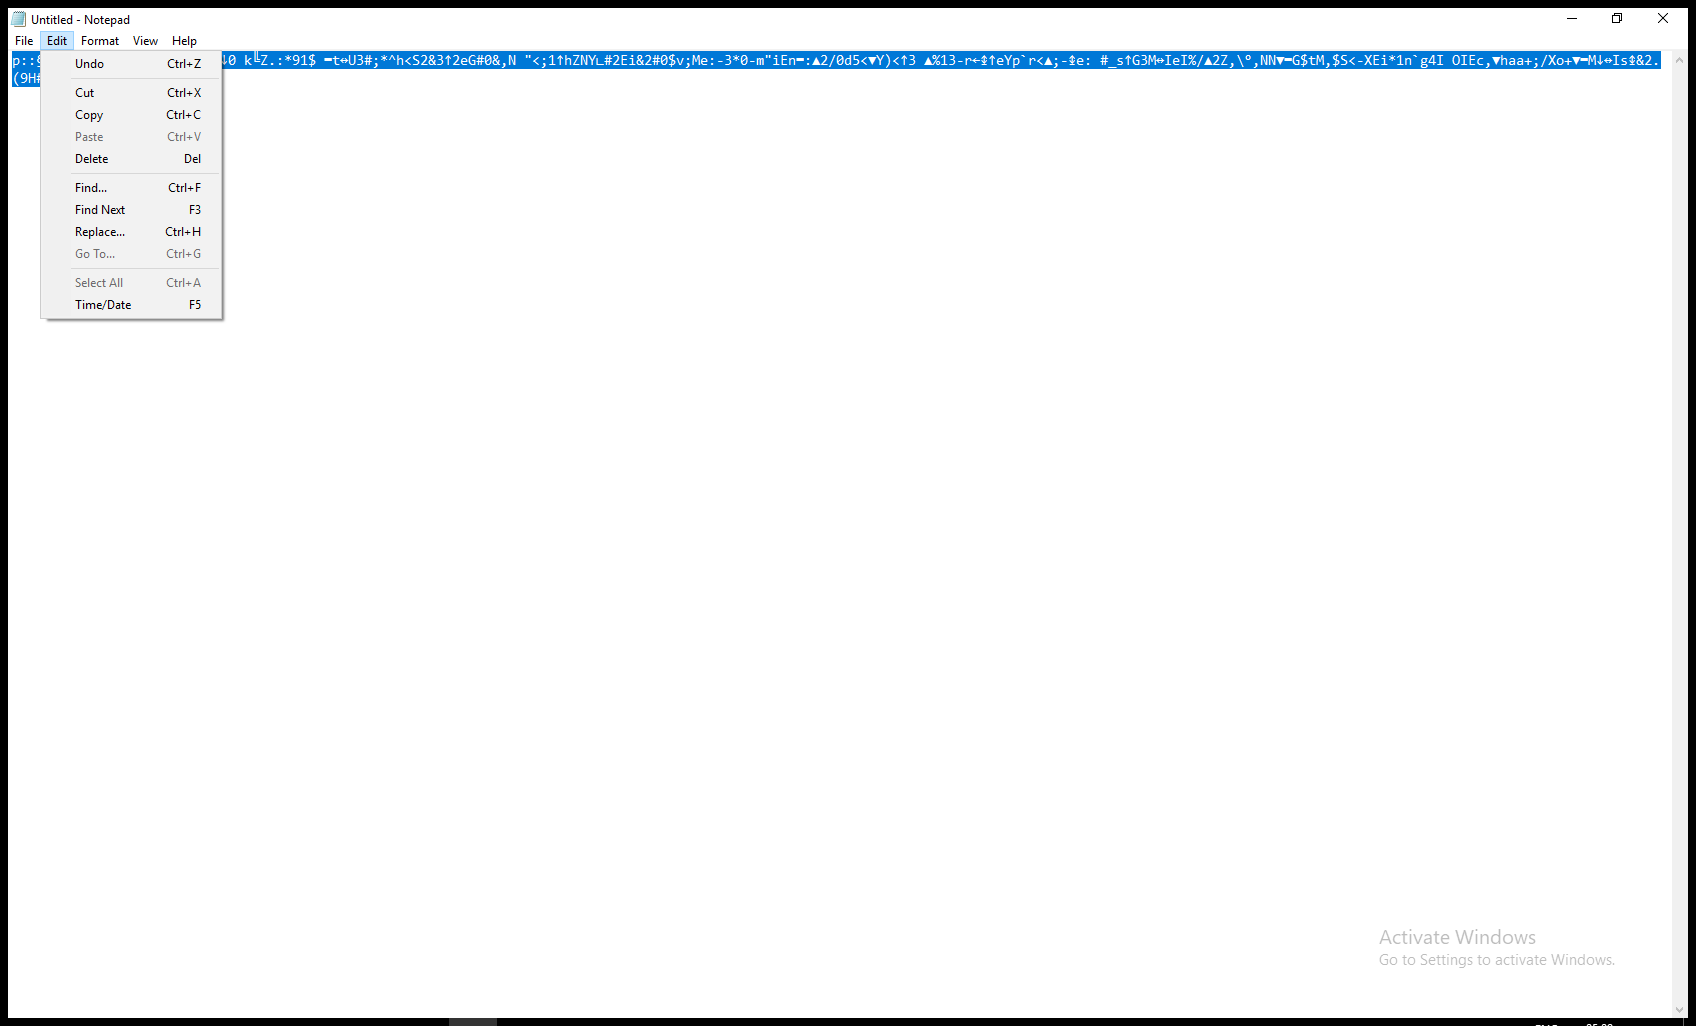 Untitled - Notepad
File Edit Format View Help
Undo Ctrl+Z
Cut Ctrl+X
Copy Ctrl+C
Paste Ctrl+V
Delete Del
Find... Ctrl+F
Find Next F3
Replace... Ctrl+H
Go To... Ctrl+G
Select All Ctrl+A
Time/Date F5
p::
↓0 k╚Z.:*91$ ━t↔U3#;*^h<S2&3↑2eG#0&,N "<;1↑hZNY∟#2Ei&2#0$v;Me:-3*0-m"iEn━:▲2/0d5<▼Y)<↑3 ▲%13-r←⇞↑eYp`r<▲;-⇞e: #_s↑G3M↔IeI%/▲2Z,\°,NN▼━G$tM,$S<-XEi*1n`g4I OIEc,▼haa+;/Xo+▼━M↓↔Is⇞&2.
(9H#
Activate Windows
Go to Settings to activate Windows.